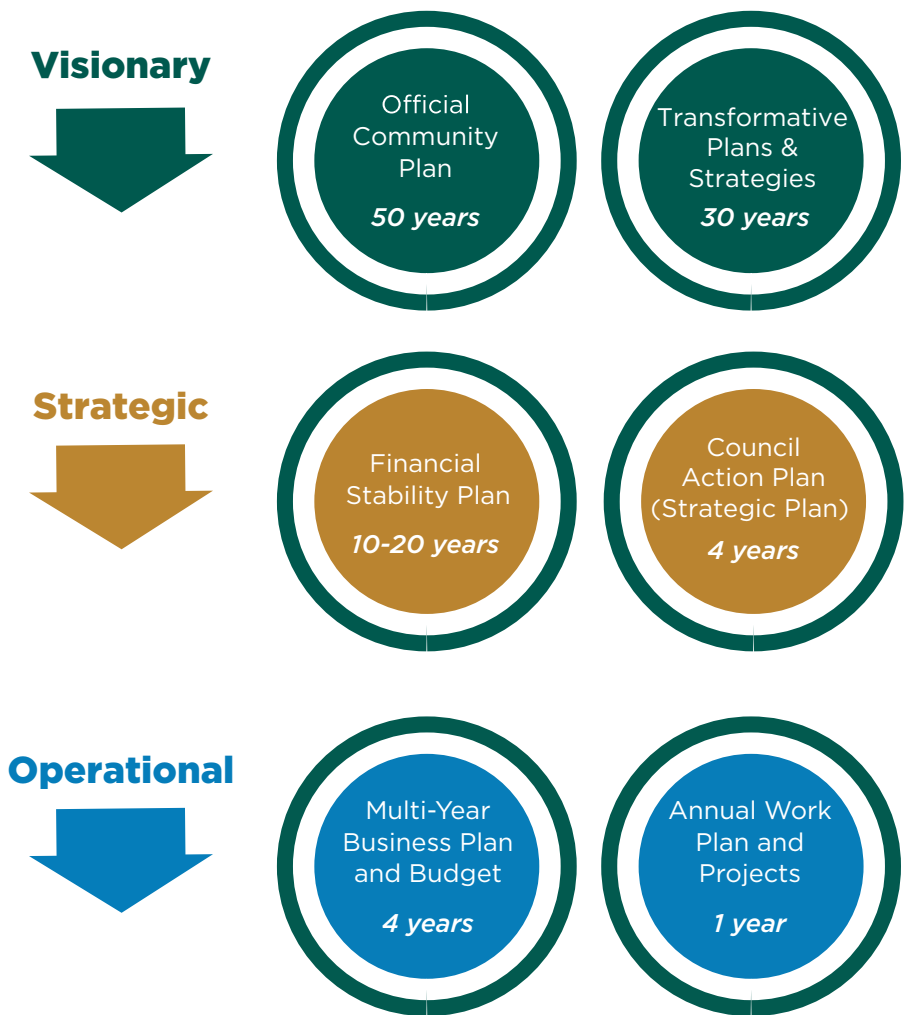 Visionary
Official
Community
Plan
50 years
Transformative
Plans &
Strategies
30 years
Strategic
Financial
Stability Plan
10-20 years
Council
Action Plan
(Strategic Plan)
4 years
Operational
Multi-Year
Business Plan
and Budget
4 years
Annual Work
Plan and
Projects
1 year